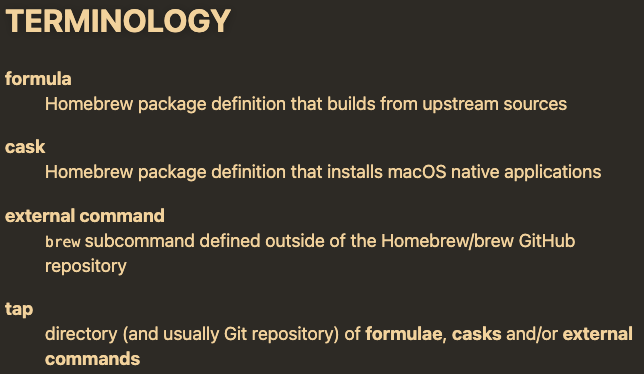 TERMINOLOGY
formula
Homebrew package definition that builds from upstream sources
cask
Homebrew package definition that installs macOS native applications
external command
brew subcommand defined outside of the Homebrew/brew GitHub
repository
tap
directory (and usually Git repository) of formulae, casks and/or external
commands